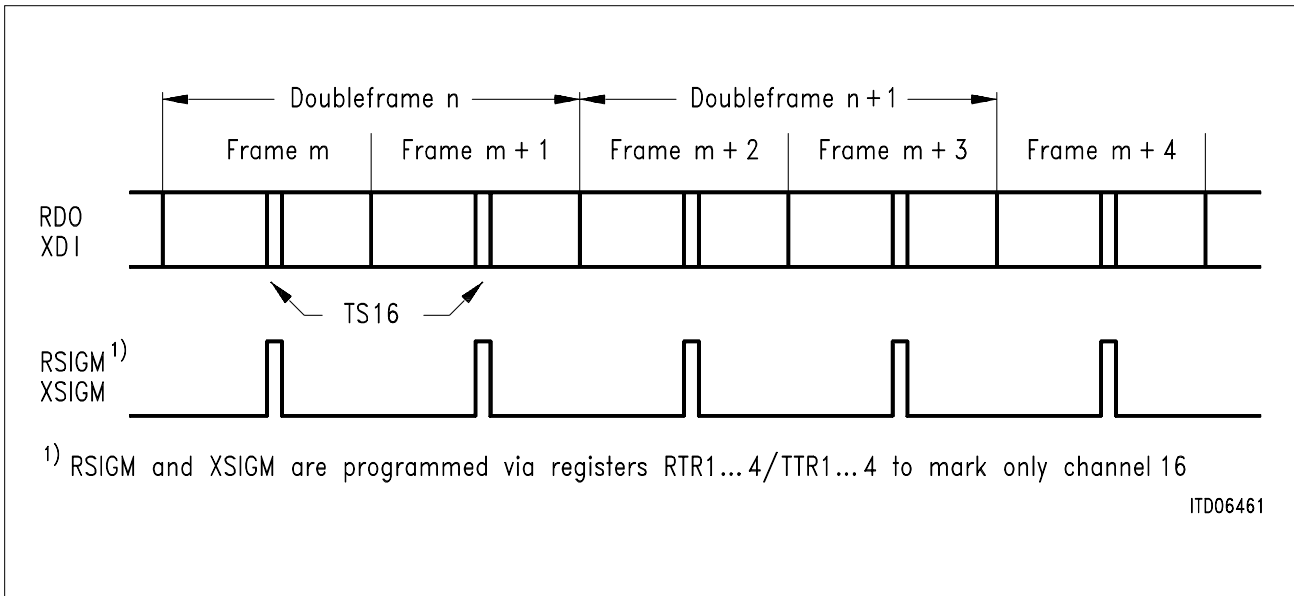 Doubleframe n
Doubleframe n + 1
Frame m
Frame m + 1
Frame m + 2
Frame m + 3
Frame m + 4
RDO
XDI
TS16
RSIGM 1)
XSIGM
1) RSIGM and XSIGM are programmed via registers RTR1...4/TTR1...4 to mark only channel 16
ITD06461